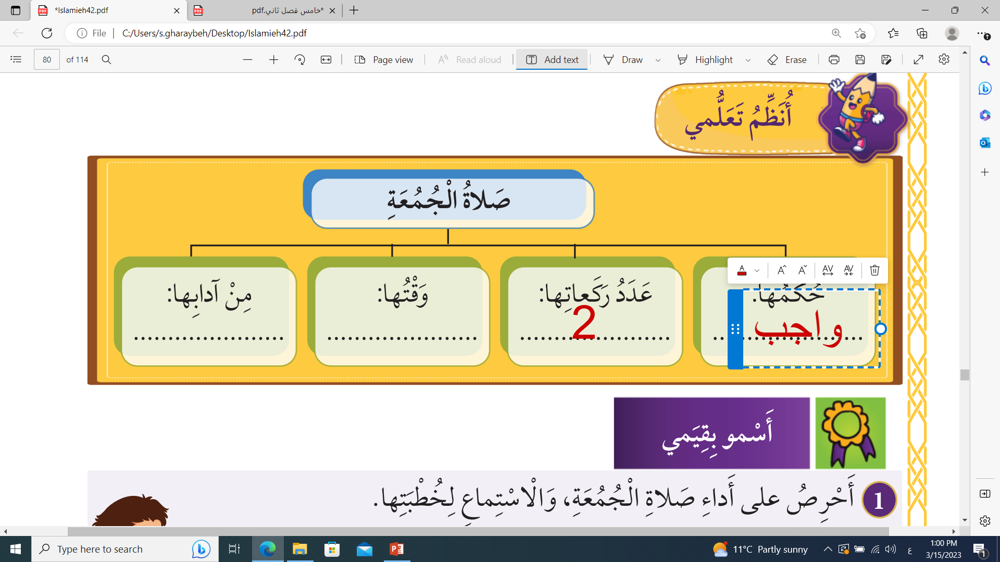 *Islamieh42.pdf
*خامس فصل ثاني.pdf
File
C:/Users/s.gharaybeh/Desktop/Islamieh42.pdf
80 of 114
Page view
Read aloud
Add text
Draw
Highlight
Erase
أُنَظِّمُ تَعَلُّمي
صَلاةُ الْجُمُعَةِ
حُكْمُها:
واجب
عَدَدُ رَكَعاتِها:
2
وَقْتُها:
مِنْ آدابِها:
أَسْمو بِقِيَمي
1 أَحْرِصُ على أَداءِ صَلاةِ الْجُمُعَةِ، وَالْاسْتِماعِ لِخُطْبَتِها.
Type here to search
11°C Partly sunny
ع
1:00 PM
3/15/2023
1